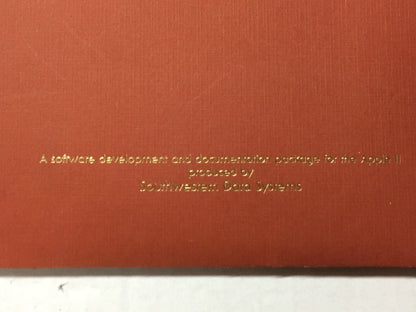 A software development and documentation package for the Apple II
produced by
Southwestern Data Systems